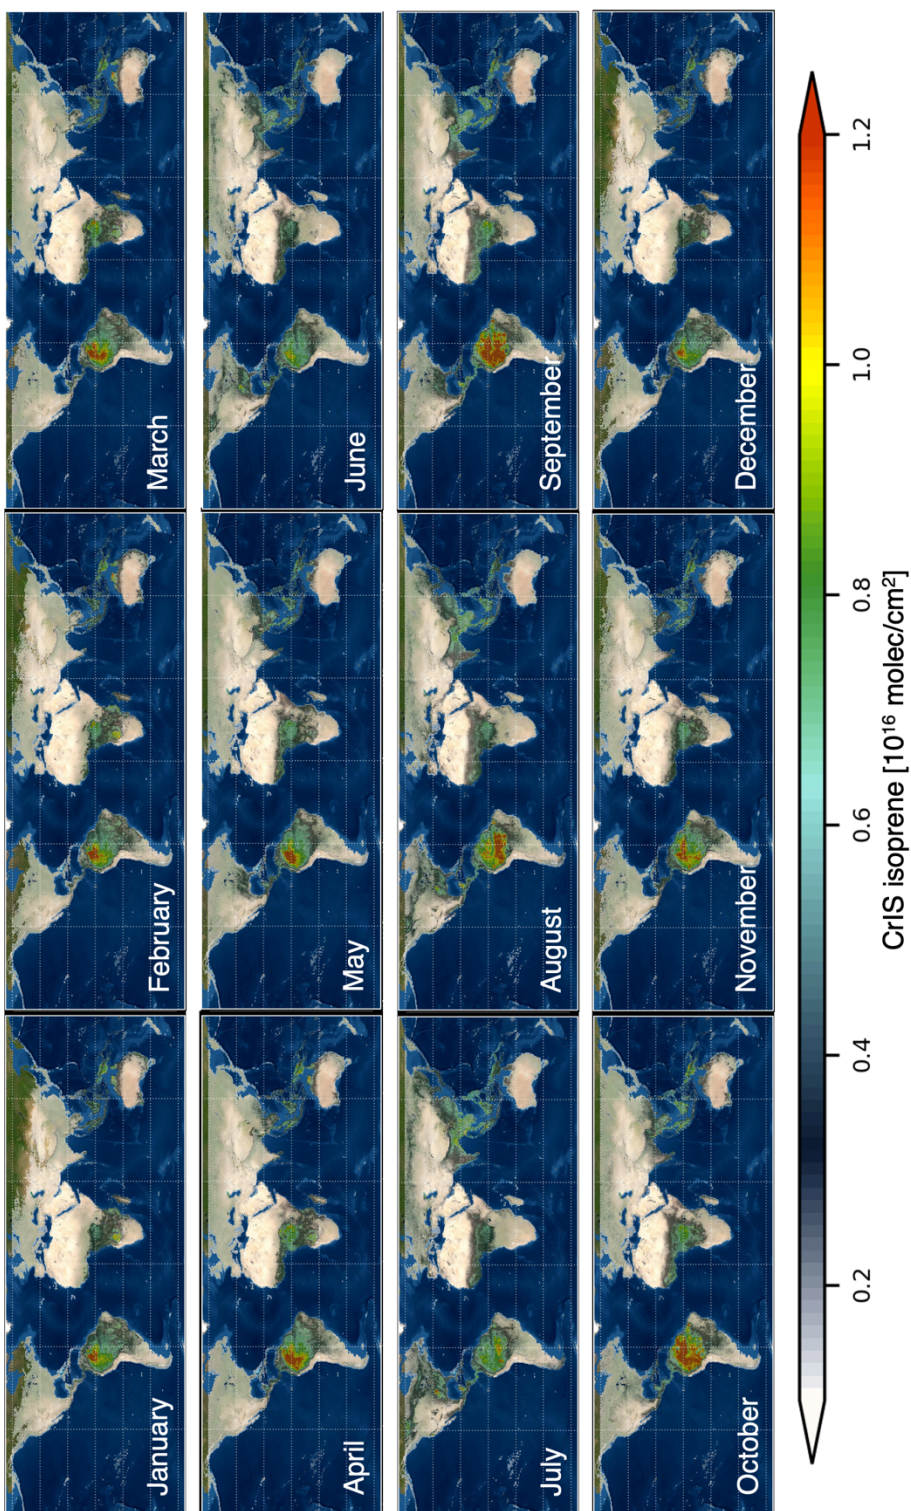 January
February
March
April
May
June
July
August
September
October
November
December
0.2
0.4
0.6
0.8
1.0
1.2
CrIS isoprene [10¹⁶ molec/cm²]